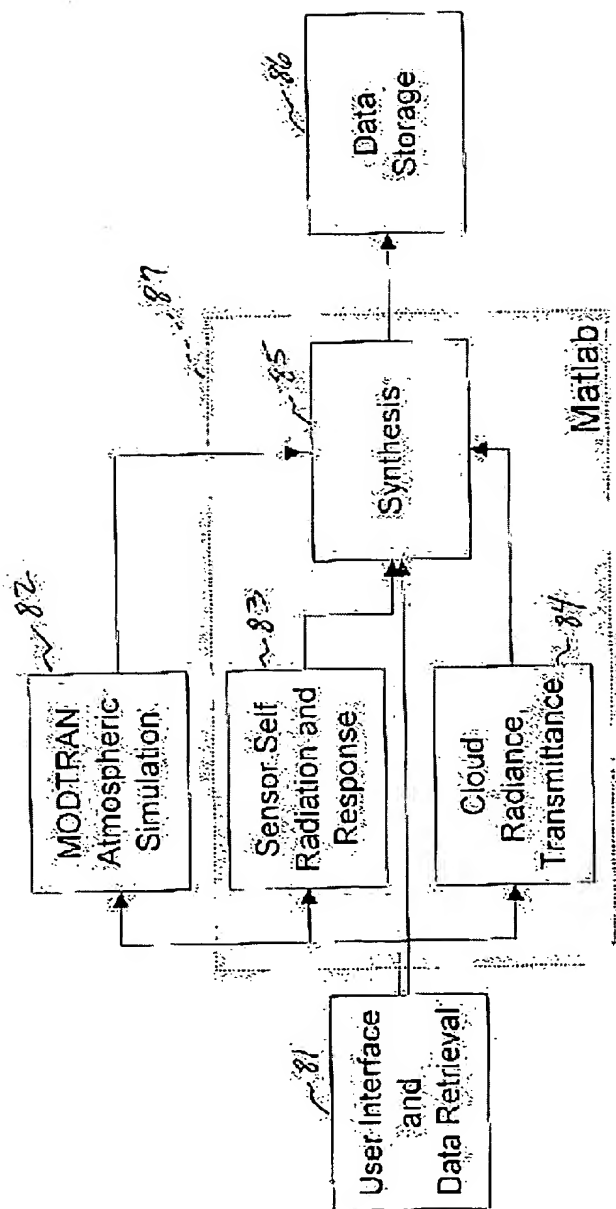 81
User Interface
and
Data Retrieval
82
MODTRAN
Atmospheric
Simulation
83
Sensor Self
Radiation and
Response
Cloud
Radiance,
Transmittance
84
87
85
Synthesis
Matlab
86
Data
Storage